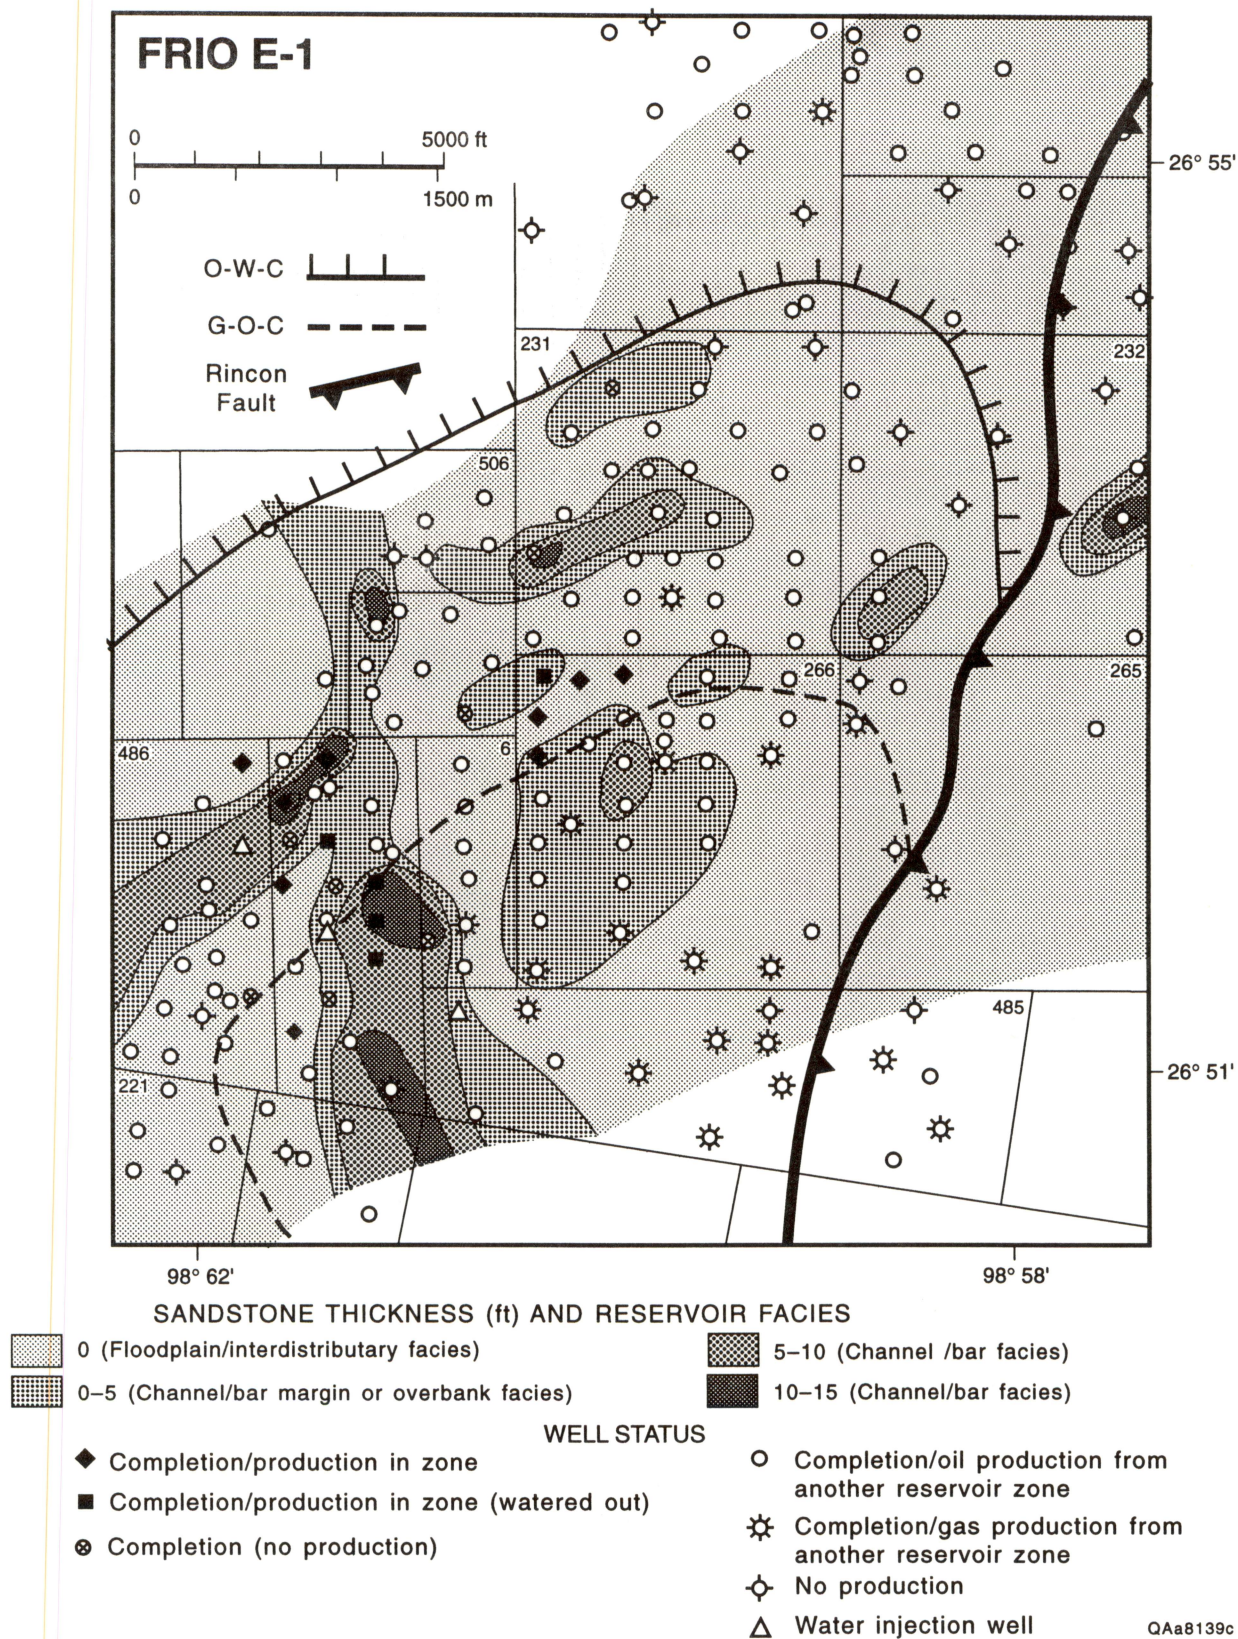 FRIO E-1
0 5000 ft
0 1500 m
O-W-C
G-O-C
Rincon
Fault
26° 55'
231
232
506
266
265
486
6
485
221
26° 51'
98° 62'
98° 58'
SANDSTONE THICKNESS (ft) AND RESERVOIR FACIES
0 (Floodplain/interdistributary facies)
5–10 (Channel /bar facies)
0–5 (Channel/bar margin or overbank facies)
10–15 (Channel/bar facies)
WELL STATUS
Completion/production in zone
Completion/production in zone (watered out)
Completion (no production)
Completion/oil production from
another reservoir zone
Completion/gas production from
another reservoir zone
No production
Water injection well
QAa8139c